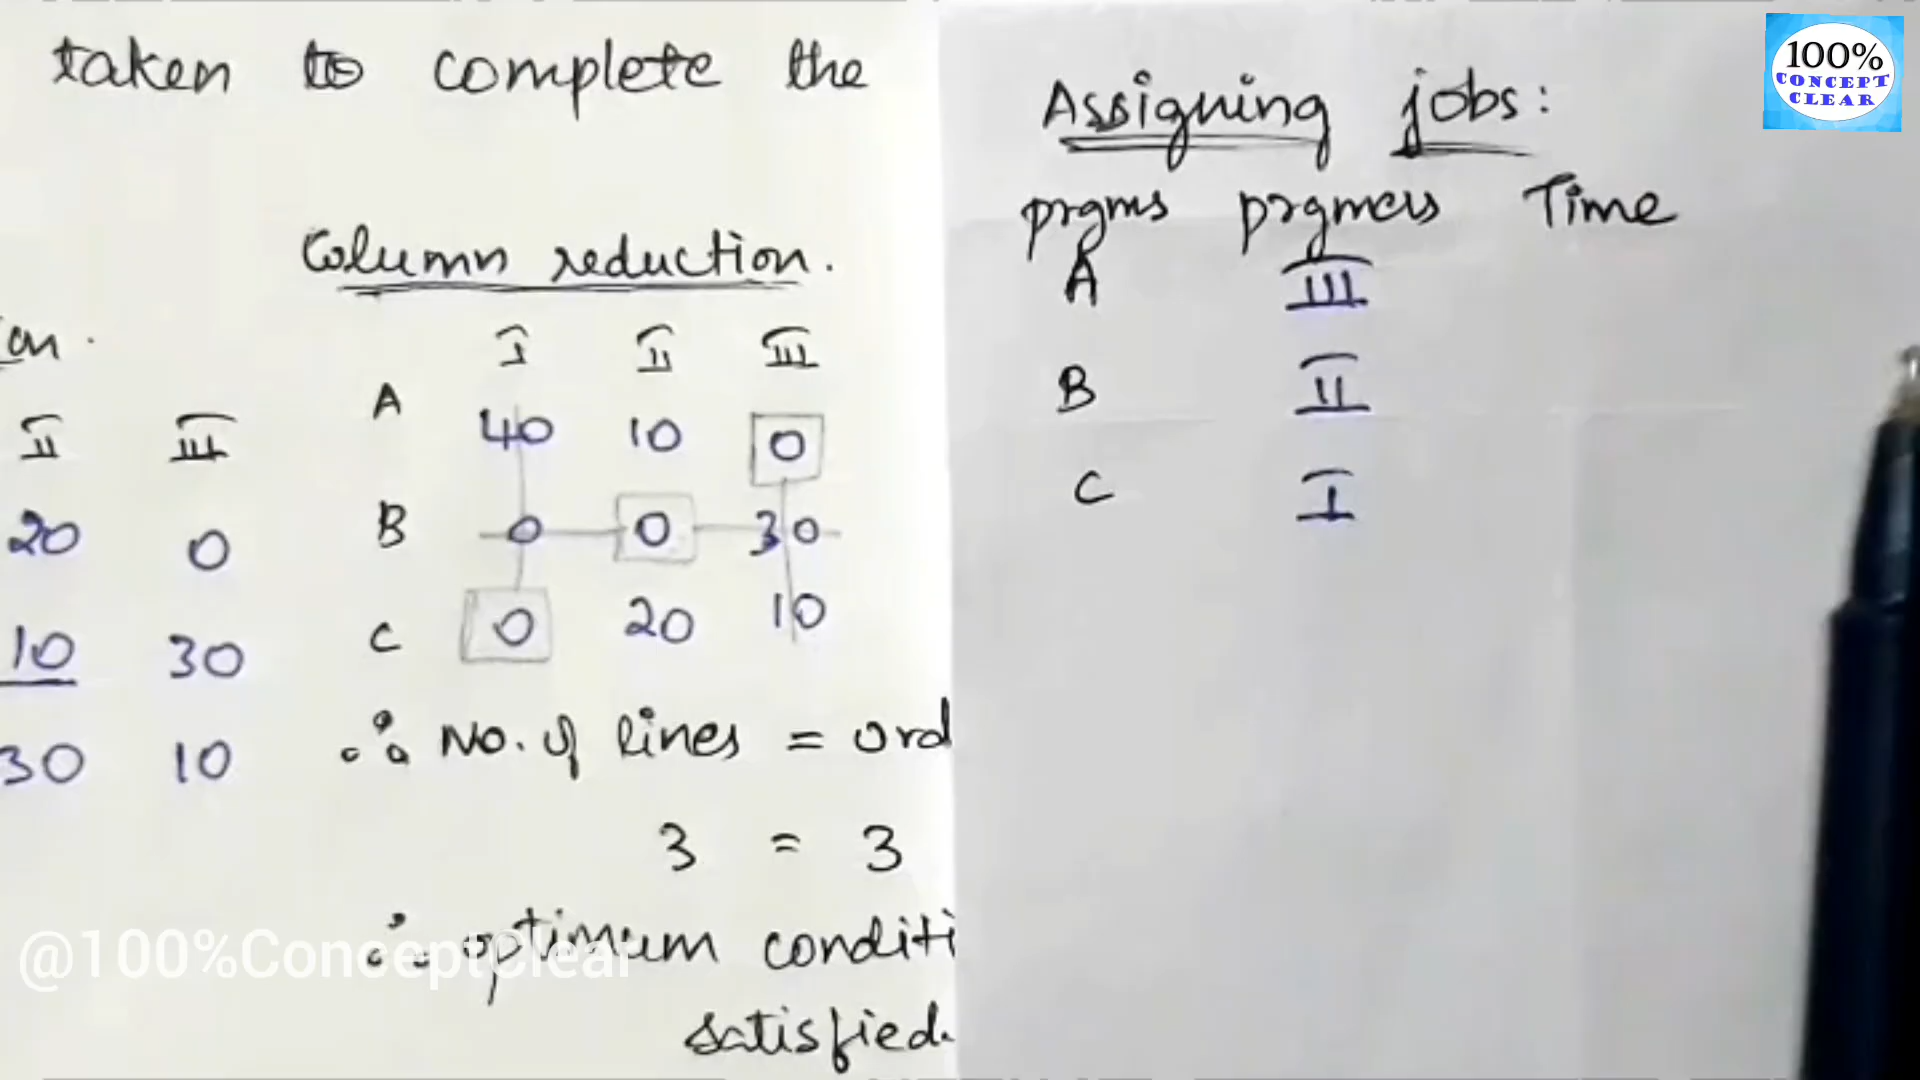 taken to complete the
Column reduction.
on.
I II III
A 40 10 0
B 0 0 30
C 0 20 10
II III
20 0
10 30
30 10
∴ No. of lines = ord
3 = 3
∴ optimum conditi
satisfied.
Assigning jobs:
prgms prgmers Time
A III
B II
C I
100%
CONCEPT
CLEAR
@100%ConceptClear